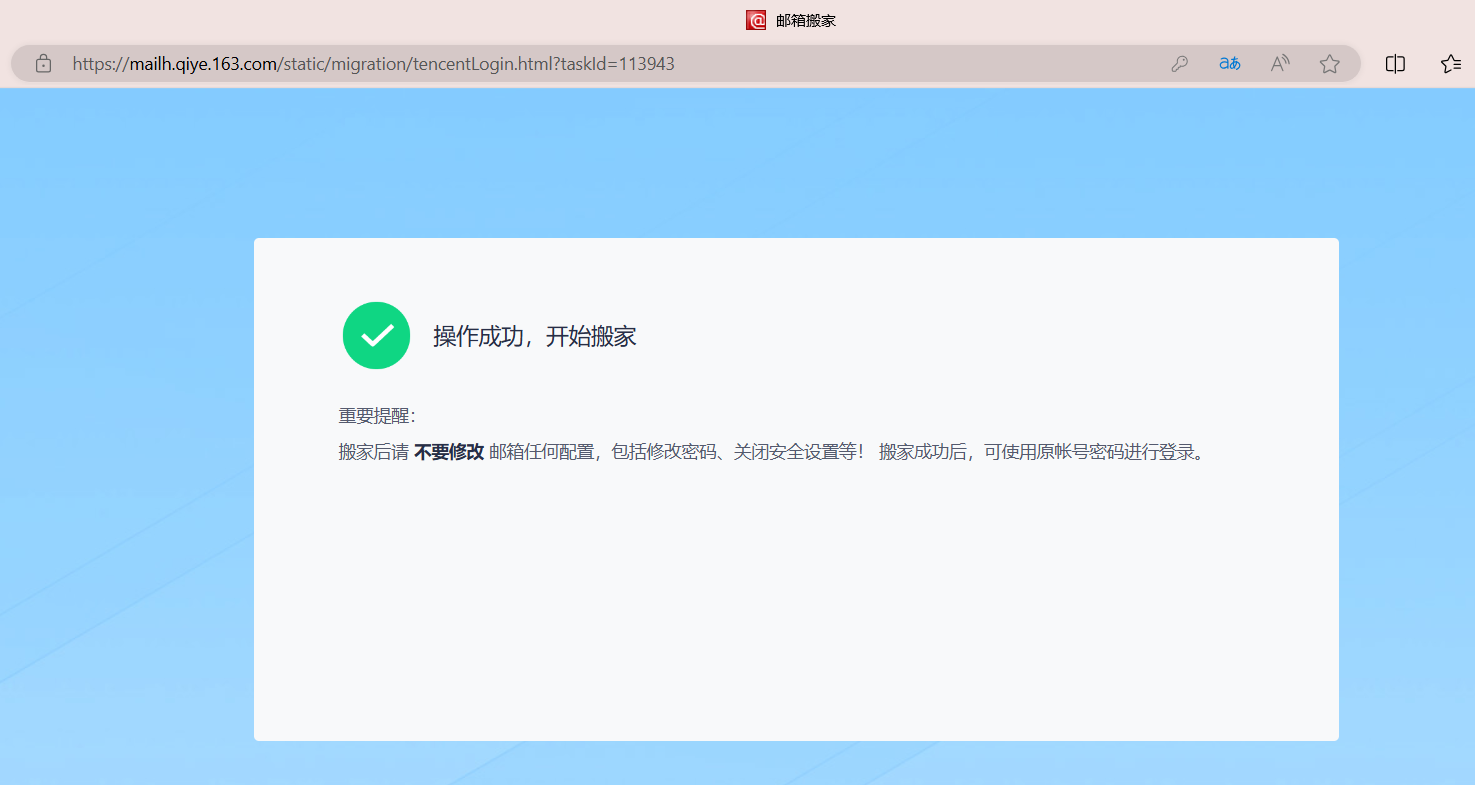 邮箱搬家
https://mailh.qiye.163.com/static/migration/tencentLogin.html?taskId=113943
操作成功，开始搬家
重要提醒：
搬家后请 不要修改 邮箱任何配置，包括修改密码、关闭安全设置等！ 搬家成功后，可使用原帐号密码进行登录。